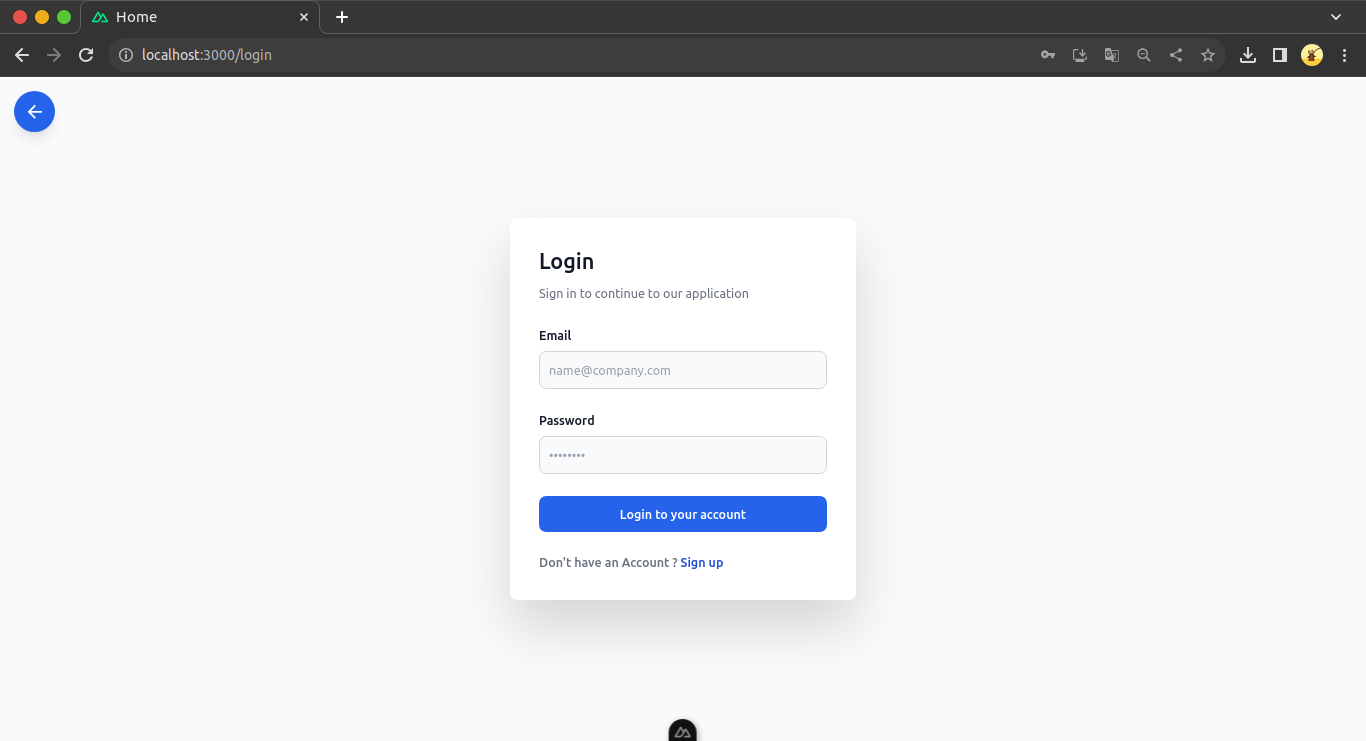 Home
localhost:3000/login
Login
Sign in to continue to our application
Email
name@company.com
Password
••••••••
Login to your account
Don't have an Account ? Sign up